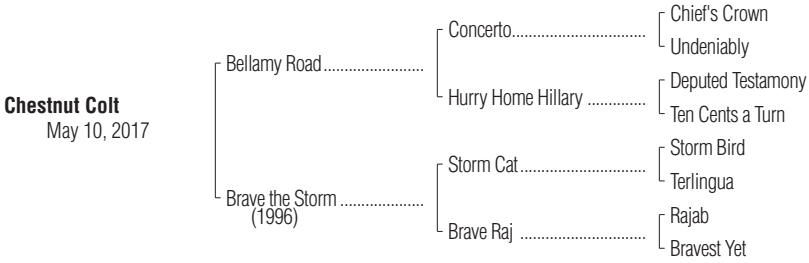 Chief's Crown
Concerto..............................
Undeniably
Bellamy Road......................
Deputed Testamony
Hurry Home Hillary ...................
Ten Cents a Turn
Chestnut Colt
May 10, 2017
Storm Bird
Storm Cat............................
Terlingua
Brave the Storm ..................
(1996)
Rajab
Brave Raj ............................
Bravest Yet